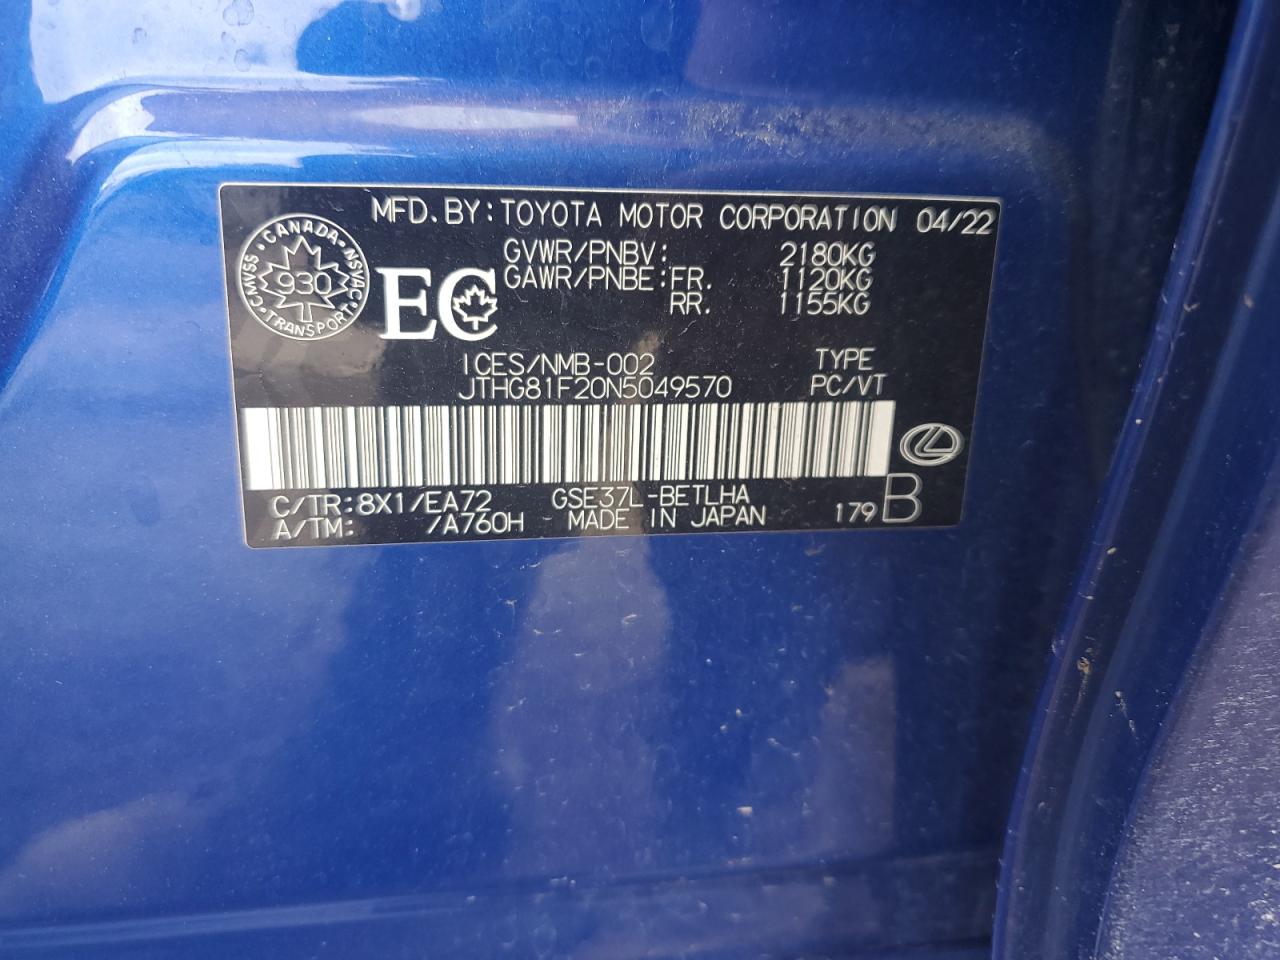 MFD.BY:TOYOTA MOTOR CORPORATION 04/22
CANADA·NSVAC·TRANSPORT·CMVSS·
930
EC
GVWR/PNBV: 2180KG
GAWR/PNBE:FR. 1120KG
RR. 1155KG
ICES/NMB-002 TYPE
JTHG81F20N5049570 PC/VT
C/TR:8X1/EA72 GSE37L-BETLHA
A/TM: /A760H MADE IN JAPAN 179 B